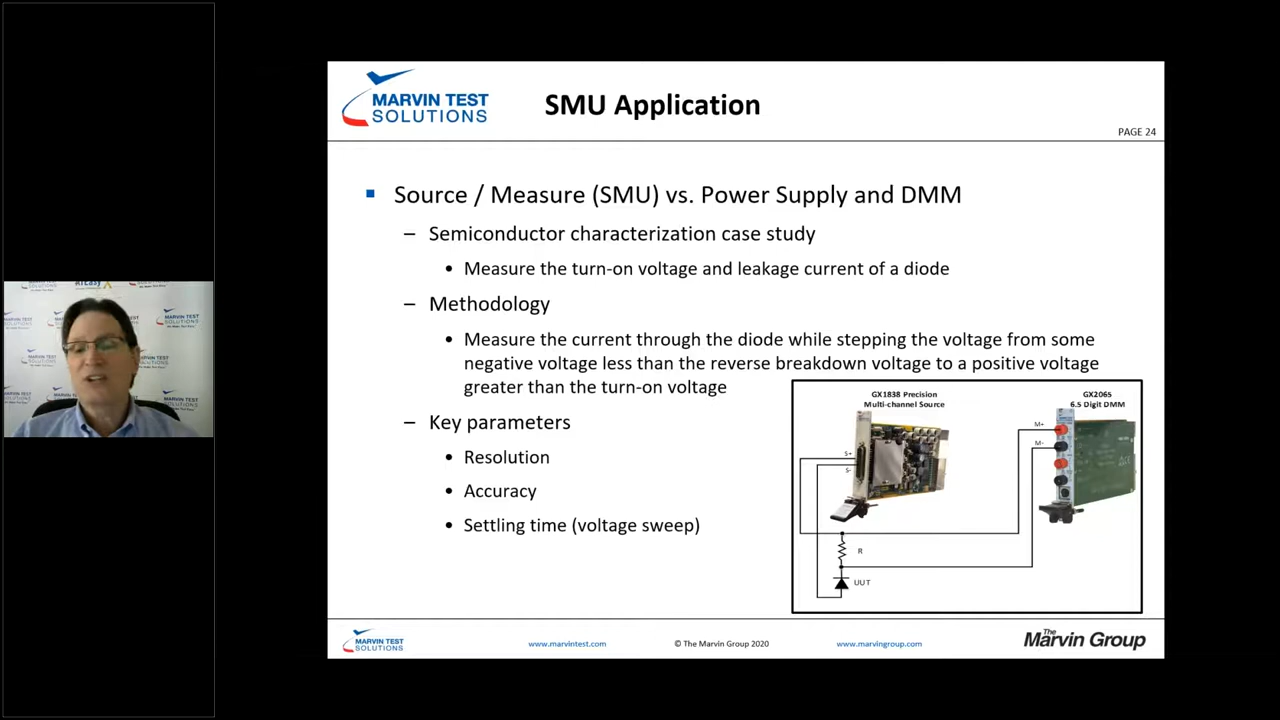 MARVIN TEST
SOLUTIONS
SMU Application
PAGE 24
Source / Measure (SMU) vs. Power Supply and DMM
– Semiconductor characterization case study
• Measure the turn-on voltage and leakage current of a diode
– Methodology
• Measure the current through the diode while stepping the voltage from some
negative voltage less than the reverse breakdown voltage to a positive voltage
greater than the turn-on voltage
– Key parameters
• Resolution
• Accuracy
• Settling time (voltage sweep)
GX1838 Precision
Multi-channel Source
GX2065
6.5 Digit DMM
S+
S-
M+
M-
R
UUT
MARVIN TEST
SOLUTIONS
www.marvintest.com
© The Marvin Group 2020
www.marvingroup.com
The
Marvin Group
MARVIN TEST
SOLUTIONS